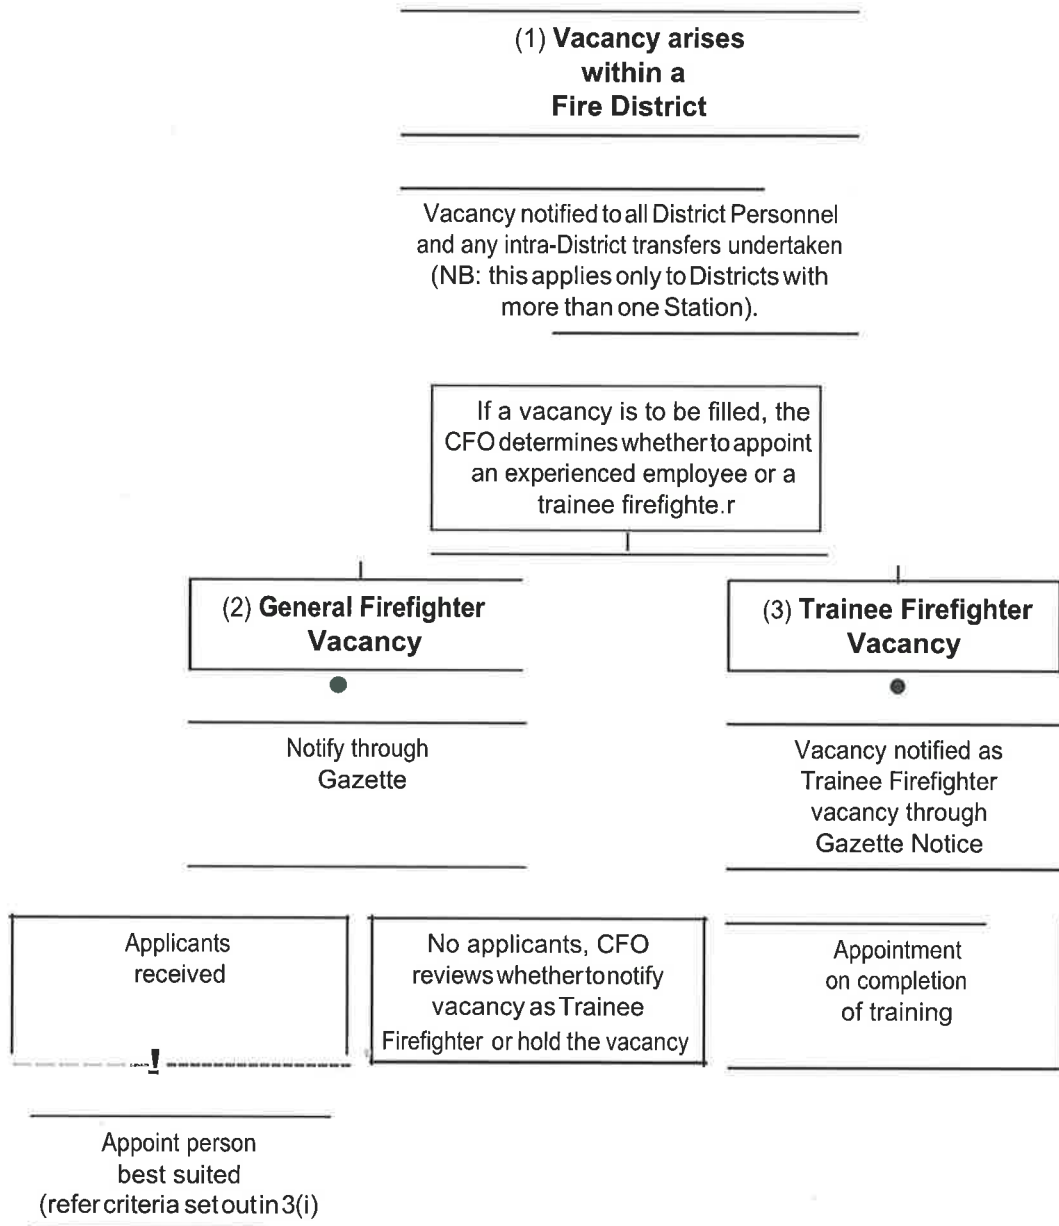 (1) Vacancy arises
within a
Fire District
Vacancy notified to all District Personnel
and any intra-District transfers undertaken
(NB: this applies only to Districts with
more than one Station).
If a vacancy is to be filled, the
CFO determines whether to appoint
an experienced employee or a
trainee firefighte.r
(2) General Firefighter
Vacancy
(3) Trainee Firefighter
Vacancy
Notify through
Gazette
Vacancy notified as
Trainee Firefighter
vacancy through
Gazette Notice
Applicants
received
No applicants, CFO
reviews whether to notify
vacancy as Trainee
Firefighter or hold the vacancy
Appointment
on completion
of training
Appoint person
best suited
(refer criteria set out in 3(i)